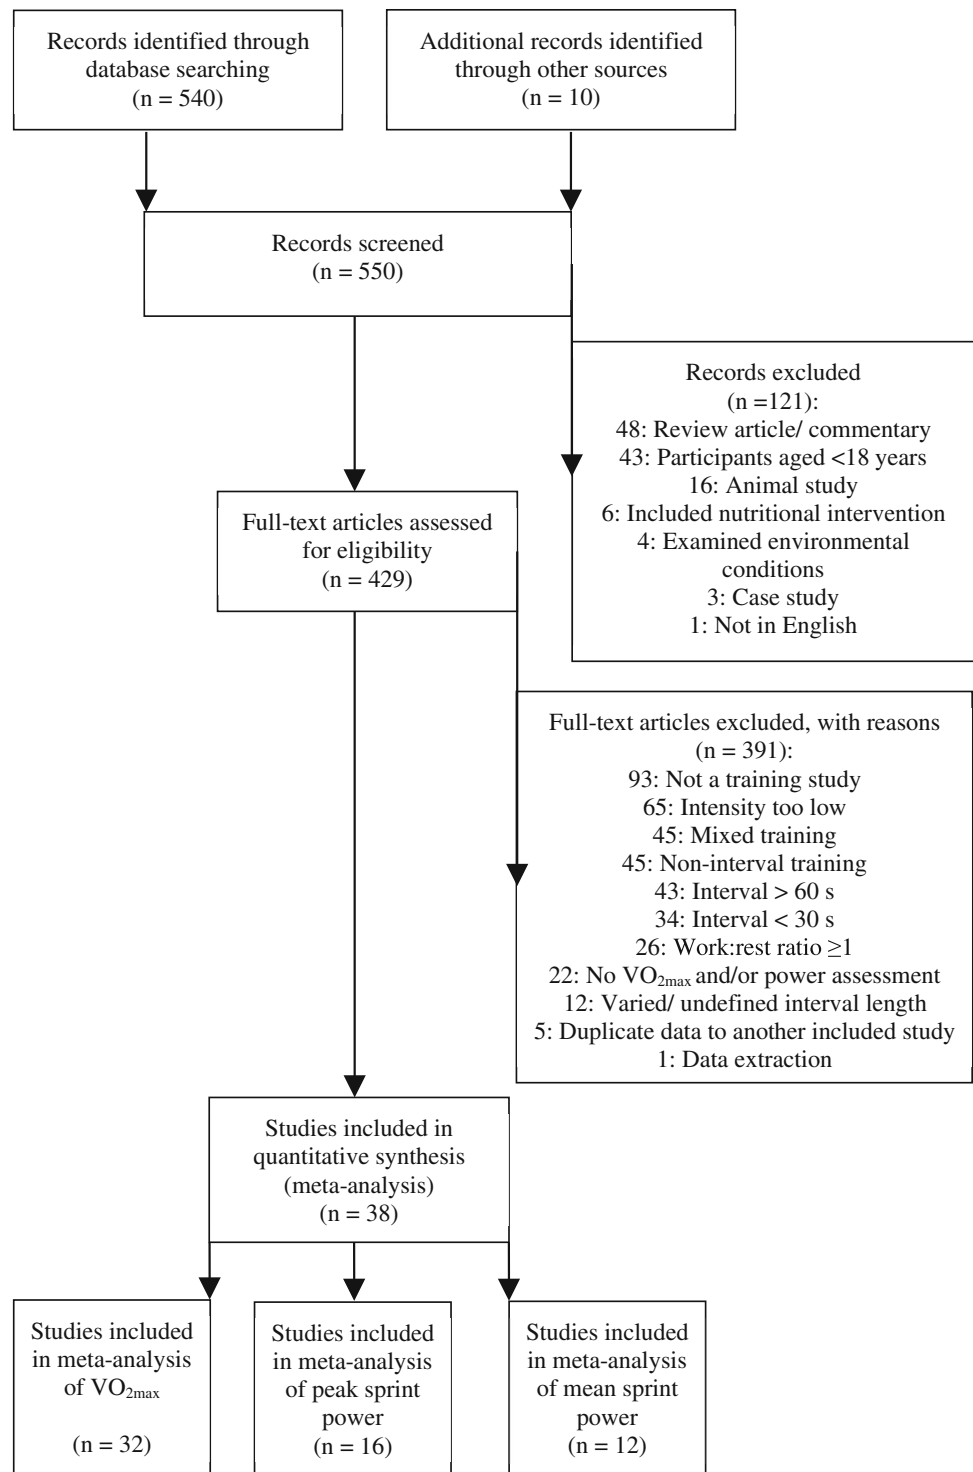 Records identified through
database searching
(n = 540)
Additional records identified
through other sources
(n = 10)
Records screened
(n = 550)
Records excluded
(n =121):
48: Review article/ commentary
43: Participants aged <18 years
16: Animal study
6: Included nutritional intervention
4: Examined environmental
conditions
3: Case study
1: Not in English
Full-text articles assessed
for eligibility
(n = 429)
Full-text articles excluded, with reasons
(n = 391):
93: Not a training study
65: Intensity too low
45: Mixed training
45: Non-interval training
43: Interval > 60 s
34: Interval < 30 s
26: Work:rest ratio ≥1
22: No VO2max and/or power assessment
12: Varied/ undefined interval length
5: Duplicate data to another included study
1: Data extraction
Studies included in
quantitative synthesis
(meta-analysis)
(n = 38)
Studies included
in meta-analysis
of VO2max
(n = 32)
Studies included
in meta-analysis
of peak sprint
power
(n = 16)
Studies included
in meta-analysis
of mean sprint
power
(n = 12)